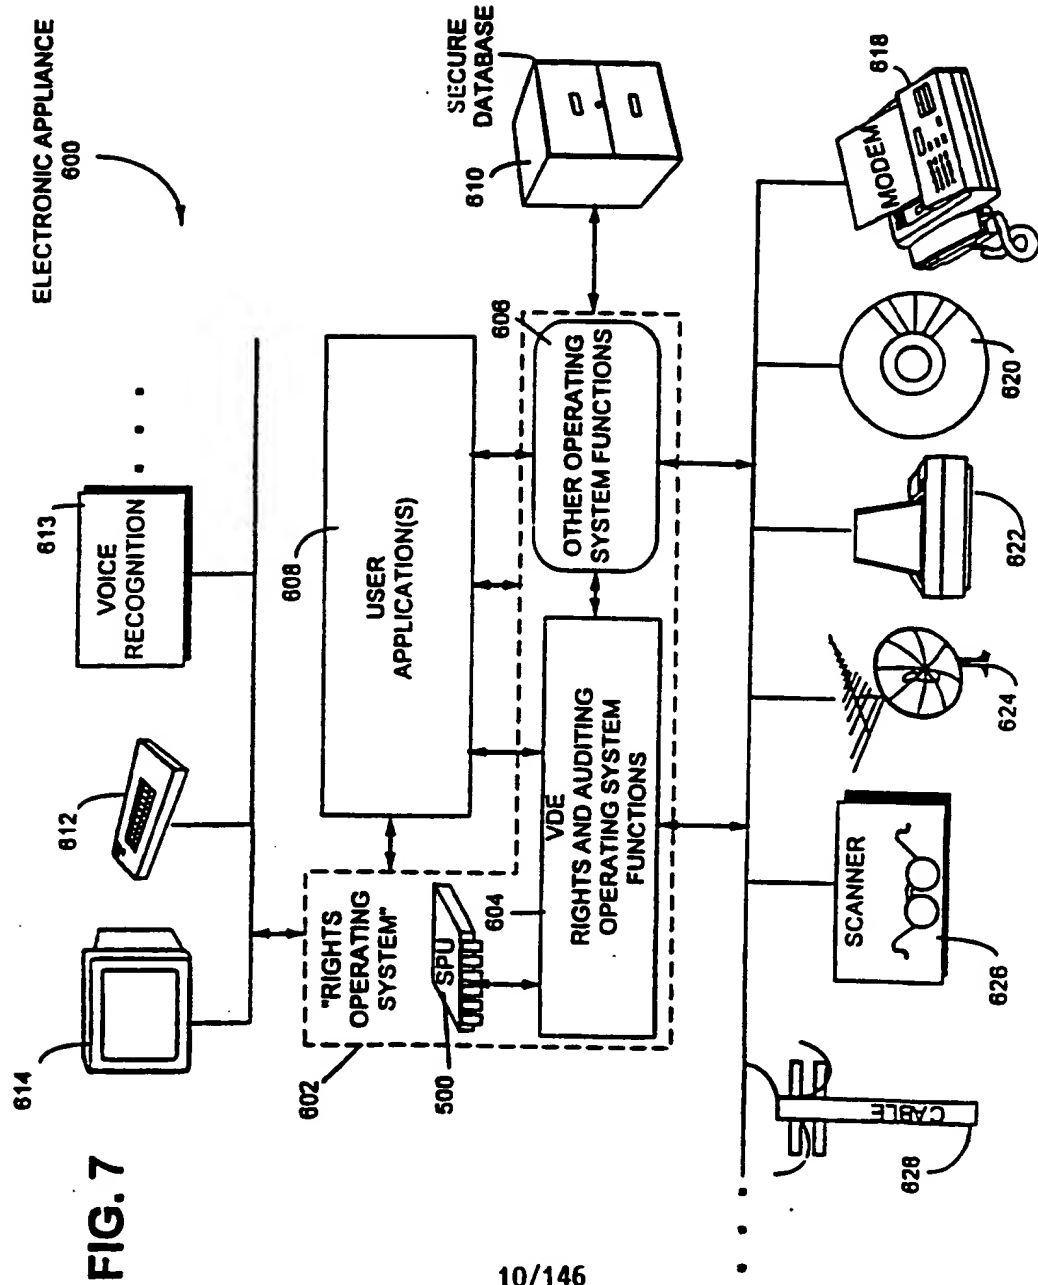 FIG. 7
ELECTRONIC APPLIANCE
600
614
612
613
VOICE
RECOGNITION
602
"RIGHTS
OPERATING
SYSTEM"
608
USER
APPLICATION(S)
SECURE
DATABASE
610
500
SPU
604
VDE
RIGHTS AND AUDITING
OPERATING SYSTEM
FUNCTIONS
606
OTHER OPERATING
SYSTEM FUNCTIONS
CABLE
628
SCANNER
626
624
622
620
MODEM
618
10/146